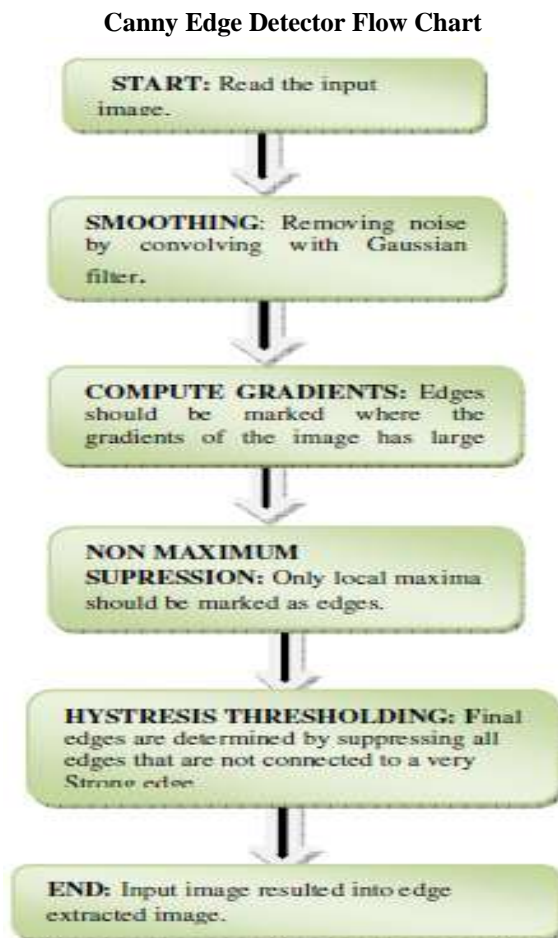 Canny Edge Detector Flow Chart
START: Read the input
image.
SMOOTHING: Removing noise
by convolving with Gaussian
filter.
COMPUTE GRADIENTS: Edges
should be marked where the
gradients of the image has large
NON MAXIMUM
SUPRESSION: Only local maxima
should be marked as edges.
HYSTRESIS THRESHOLDING: Final
edges are determined by suppressing all
edges that are not connected to a very
Strong edge
END: Input image resulted into edge
extracted image.